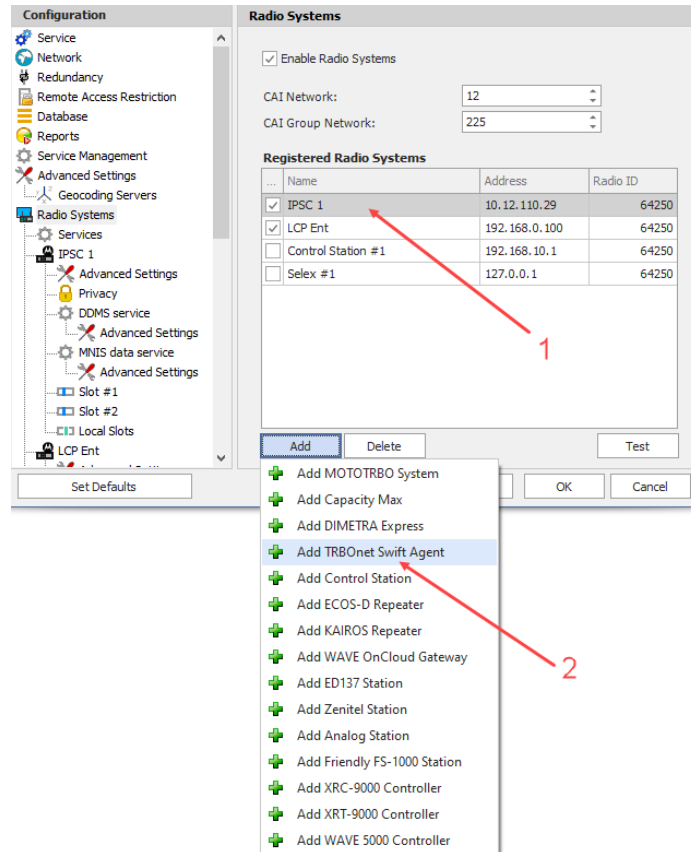 Configuration
Service
Network
Redundancy
Remote Access Restriction
Database
Reports
Service Management
Advanced Settings
Geocoding Servers
Radio Systems
Services
IPSC 1
Advanced Settings
Privacy
DDMS service
Advanced Settings
MNIS data service
Advanced Settings
Slot #1
Slot #2
Local Slots
LCP Ent
Set Defaults
Radio Systems
Enable Radio Systems
CAI Network: 12
CAI Group Network: 225
Registered Radio Systems
... Name Address Radio ID
IPSC 1 10.12.110.29 64250
LCP Ent 192.168.0.100 64250
Control Station #1 192.168.10.1 64250
Selex #1 127.0.0.1 64250
1
Add Delete Test
OK Cancel
Add MOTOTRBO System
Add Capacity Max
Add DIMETRA Express
Add TRBOnet Swift Agent
Add Control Station
Add ECOS-D Repeater
Add KAIROS Repeater
Add WAVE OnCloud Gateway
2
Add ED137 Station
Add Zenitel Station
Add Analog Station
Add Friendly FS-1000 Station
Add XRC-9000 Controller
Add XRT-9000 Controller
Add WAVE 5000 Controller